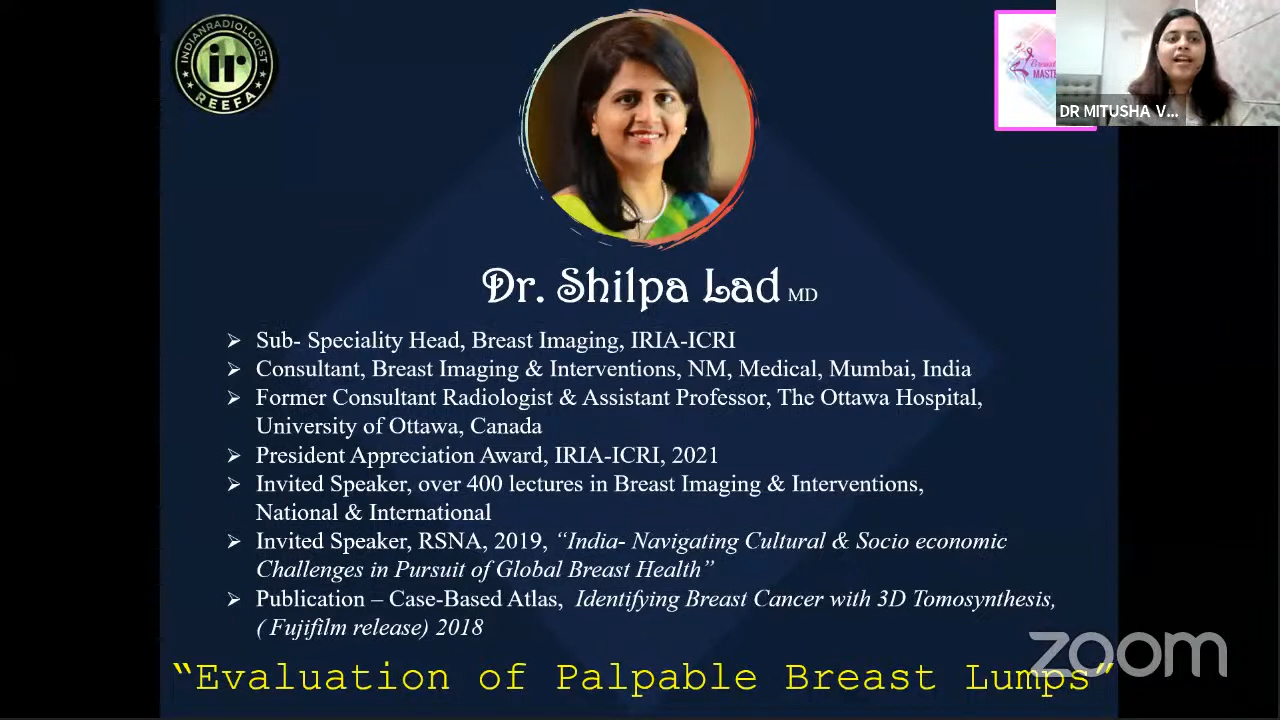 INDIANRADIOLOGIST
ir
REEFA
Breast
MASTE
DR MITUSHA V...
Dr. Shilpa Lad MD
Sub- Speciality Head, Breast Imaging, IRIA-ICRI
Consultant, Breast Imaging & Interventions, NM, Medical, Mumbai, India
Former Consultant Radiologist & Assistant Professor, The Ottawa Hospital,
University of Ottawa, Canada
President Appreciation Award, IRIA-ICRI, 2021
Invited Speaker, over 400 lectures in Breast Imaging & Interventions,
National & International
Invited Speaker, RSNA, 2019, “India- Navigating Cultural & Socio economic
Challenges in Pursuit of Global Breast Health”
Publication – Case-Based Atlas, Identifying Breast Cancer with 3D Tomosynthesis,
( Fujifilm release) 2018
“Evaluation of Palpable Breast Lumps”
zoom